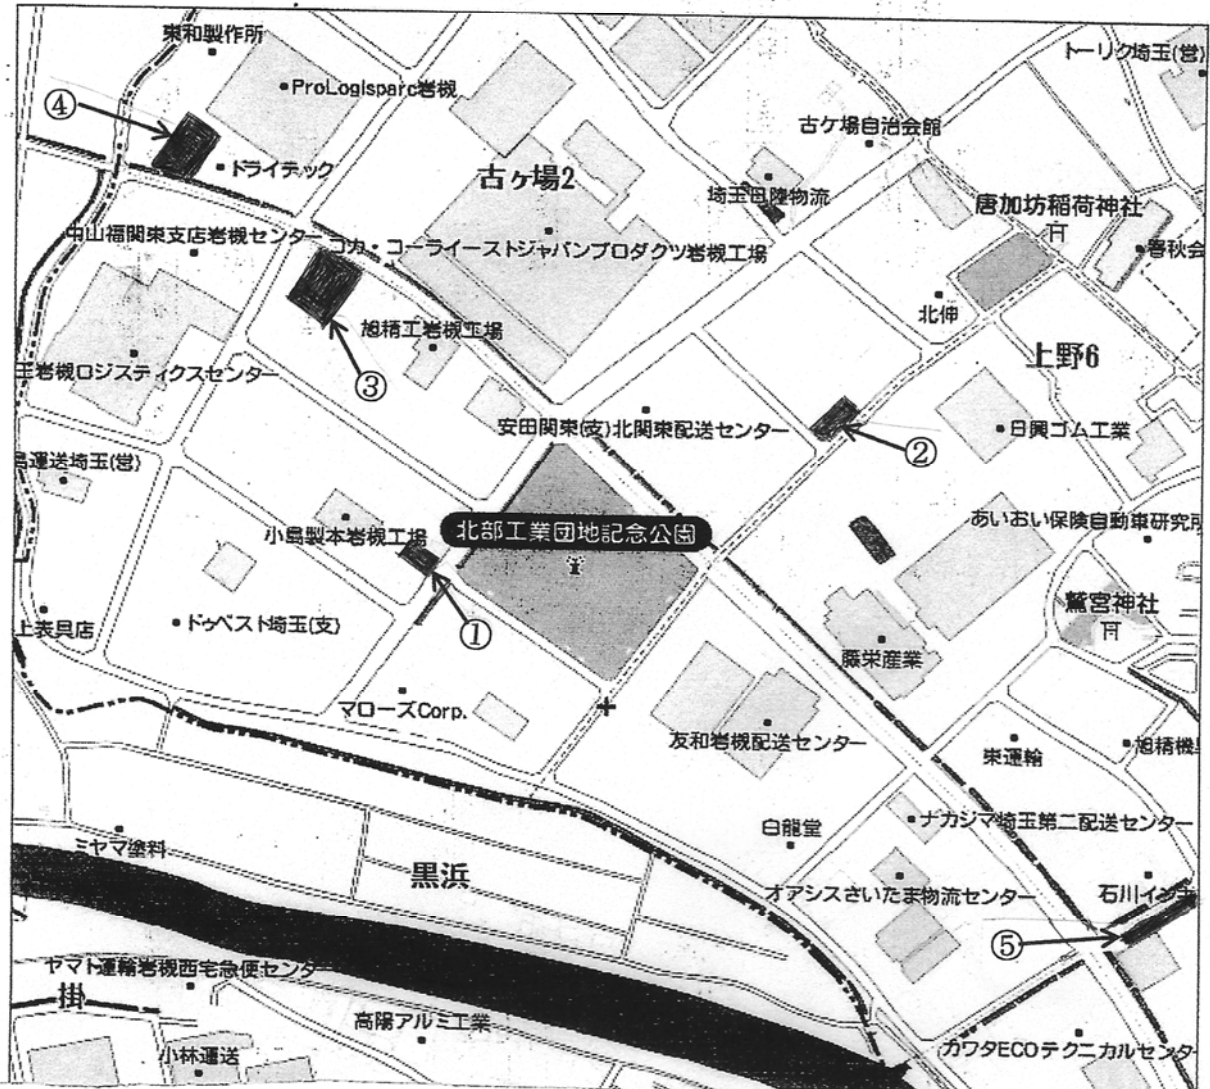 東和製作所
トーリク埼玉(営)
ProLogisparc岩槻
④
古ケ場自治会館
ドライテック
古ヶ場2
埼玉日陸物流
唐加坊稲荷神社
中山福関東支店岩槻センター
コカ・コーライーストジャパンプロダクツ岩槻工場
春秋会
北伸
旭精工岩槻工場
上野6
玉岩槻ロジスティクスセンター
③
安田関東(支)北関東配送センター
②
日興ゴム工業
島運送埼玉(営)
小島製本岩槻工場
北部工業団地記念公園
あいおい保険自動車研究所
鷲宮神社
上表具店
ドゥベスト埼玉(支)
①
藤栄産業
マローズCorp.
友和岩槻配送センター
東運輸
旭精機
ナカジマ埼玉第二配送センター
白龍堂
ミヤマ塗料
黒浜
オアシスさいたま物流センター
石川インキ
⑤
ヤマト運輸岩槻西宅急便センタ
掛
高陽アルミ工業
カワタECOテクニカルセンタ
小林運送